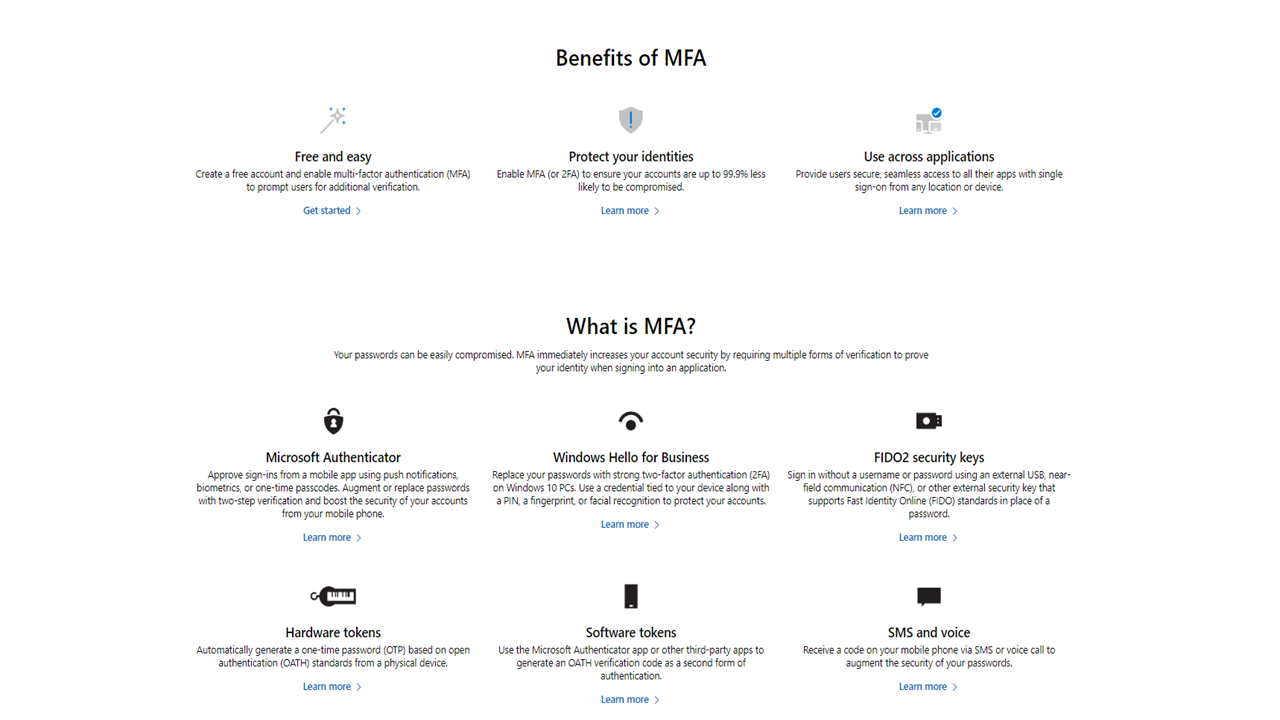 Benefits of MFA
Free and easy
Create a free account and enable multi-factor authentication (MFA)
to prompt users for additional verification.
Get started
Protect your identities
Enable MFA (or 2FA) to ensure your accounts are up to 99.9% less
likely to be compromised.
Learn more
Use across applications
Provide users secure, seamless access to all their apps with single
sign-on from any location or device.
Learn more
What is MFA?
Your passwords can be easily compromised. MFA immediately increases your account security by requiring multiple forms of verification to prove
your identity when signing into an application.
Microsoft Authenticator
Approve sign-ins from a mobile app using push notifications,
biometrics, or one-time passcodes. Augment or replace passwords
with two-step verification and boost the security of your accounts
from your mobile phone.
Learn more
Windows Hello for Business
Replace your passwords with strong two-factor authentication (2FA)
on Windows 10 PCs. Use a credential tied to your device along with
a PIN, a fingerprint, or facial recognition to protect your accounts.
Learn more
FIDO2 security keys
Sign in without a username or password using an external USB, near-
field communication (NFC), or other external security key that
supports Fast Identity Online (FIDO) standards in place of a
password.
Learn more
Hardware tokens
Automatically generate a one-time password (OTP) based on open
authentication (OATH) standards from a physical device.
Learn more
Software tokens
Use the Microsoft Authenticator app or other third-party apps to
generate an OATH verification code as a second form of
authentication.
Learn more
SMS and voice
Receive a code on your mobile phone via SMS or voice call to
augment the security of your passwords.
Learn more